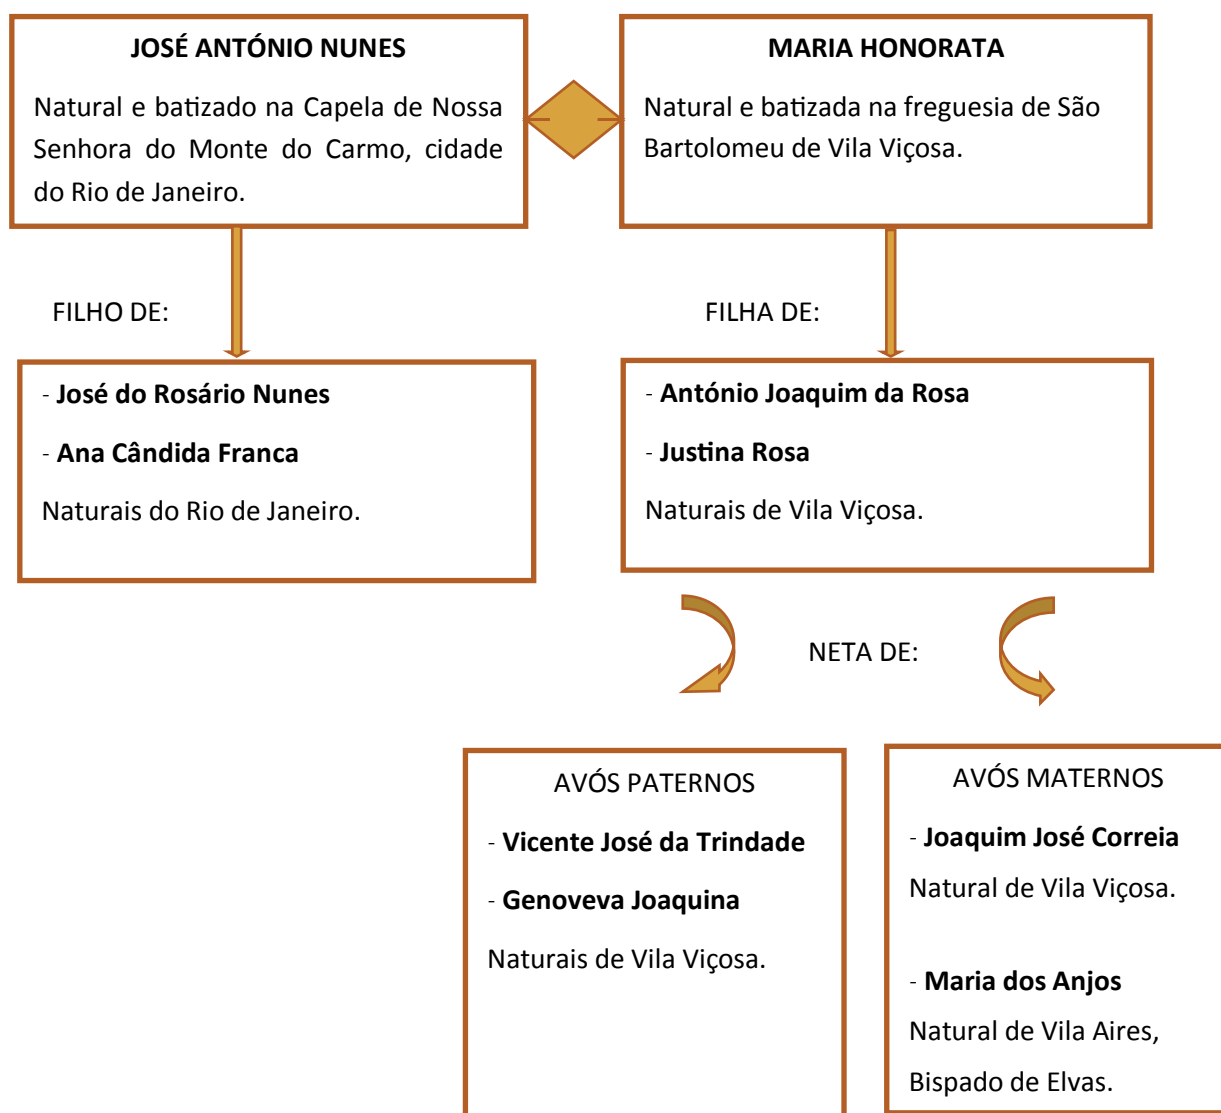 JOSÉ ANTÓNIO NUNES
Natural e batizado na Capela de Nossa
Senhora do Monte do Carmo, cidade
do Rio de Janeiro.
MARIA HONORATA
Natural e batizada na freguesia de São
Bartolomeu de Vila Viçosa.
FILHO DE:
FILHA DE:
- José do Rosário Nunes
- Ana Cândida Franca
Naturais do Rio de Janeiro.
- António Joaquim da Rosa
- Justina Rosa
Naturais de Vila Viçosa.
NETA DE:
AVÓS PATERNOS
- Vicente José da Trindade
- Genoveva Joaquina
Naturais de Vila Viçosa.
AVÓS MATERNOS
- Joaquim José Correia
Natural de Vila Viçosa.
- Maria dos Anjos
Natural de Vila Aires,
Bispado de Elvas.